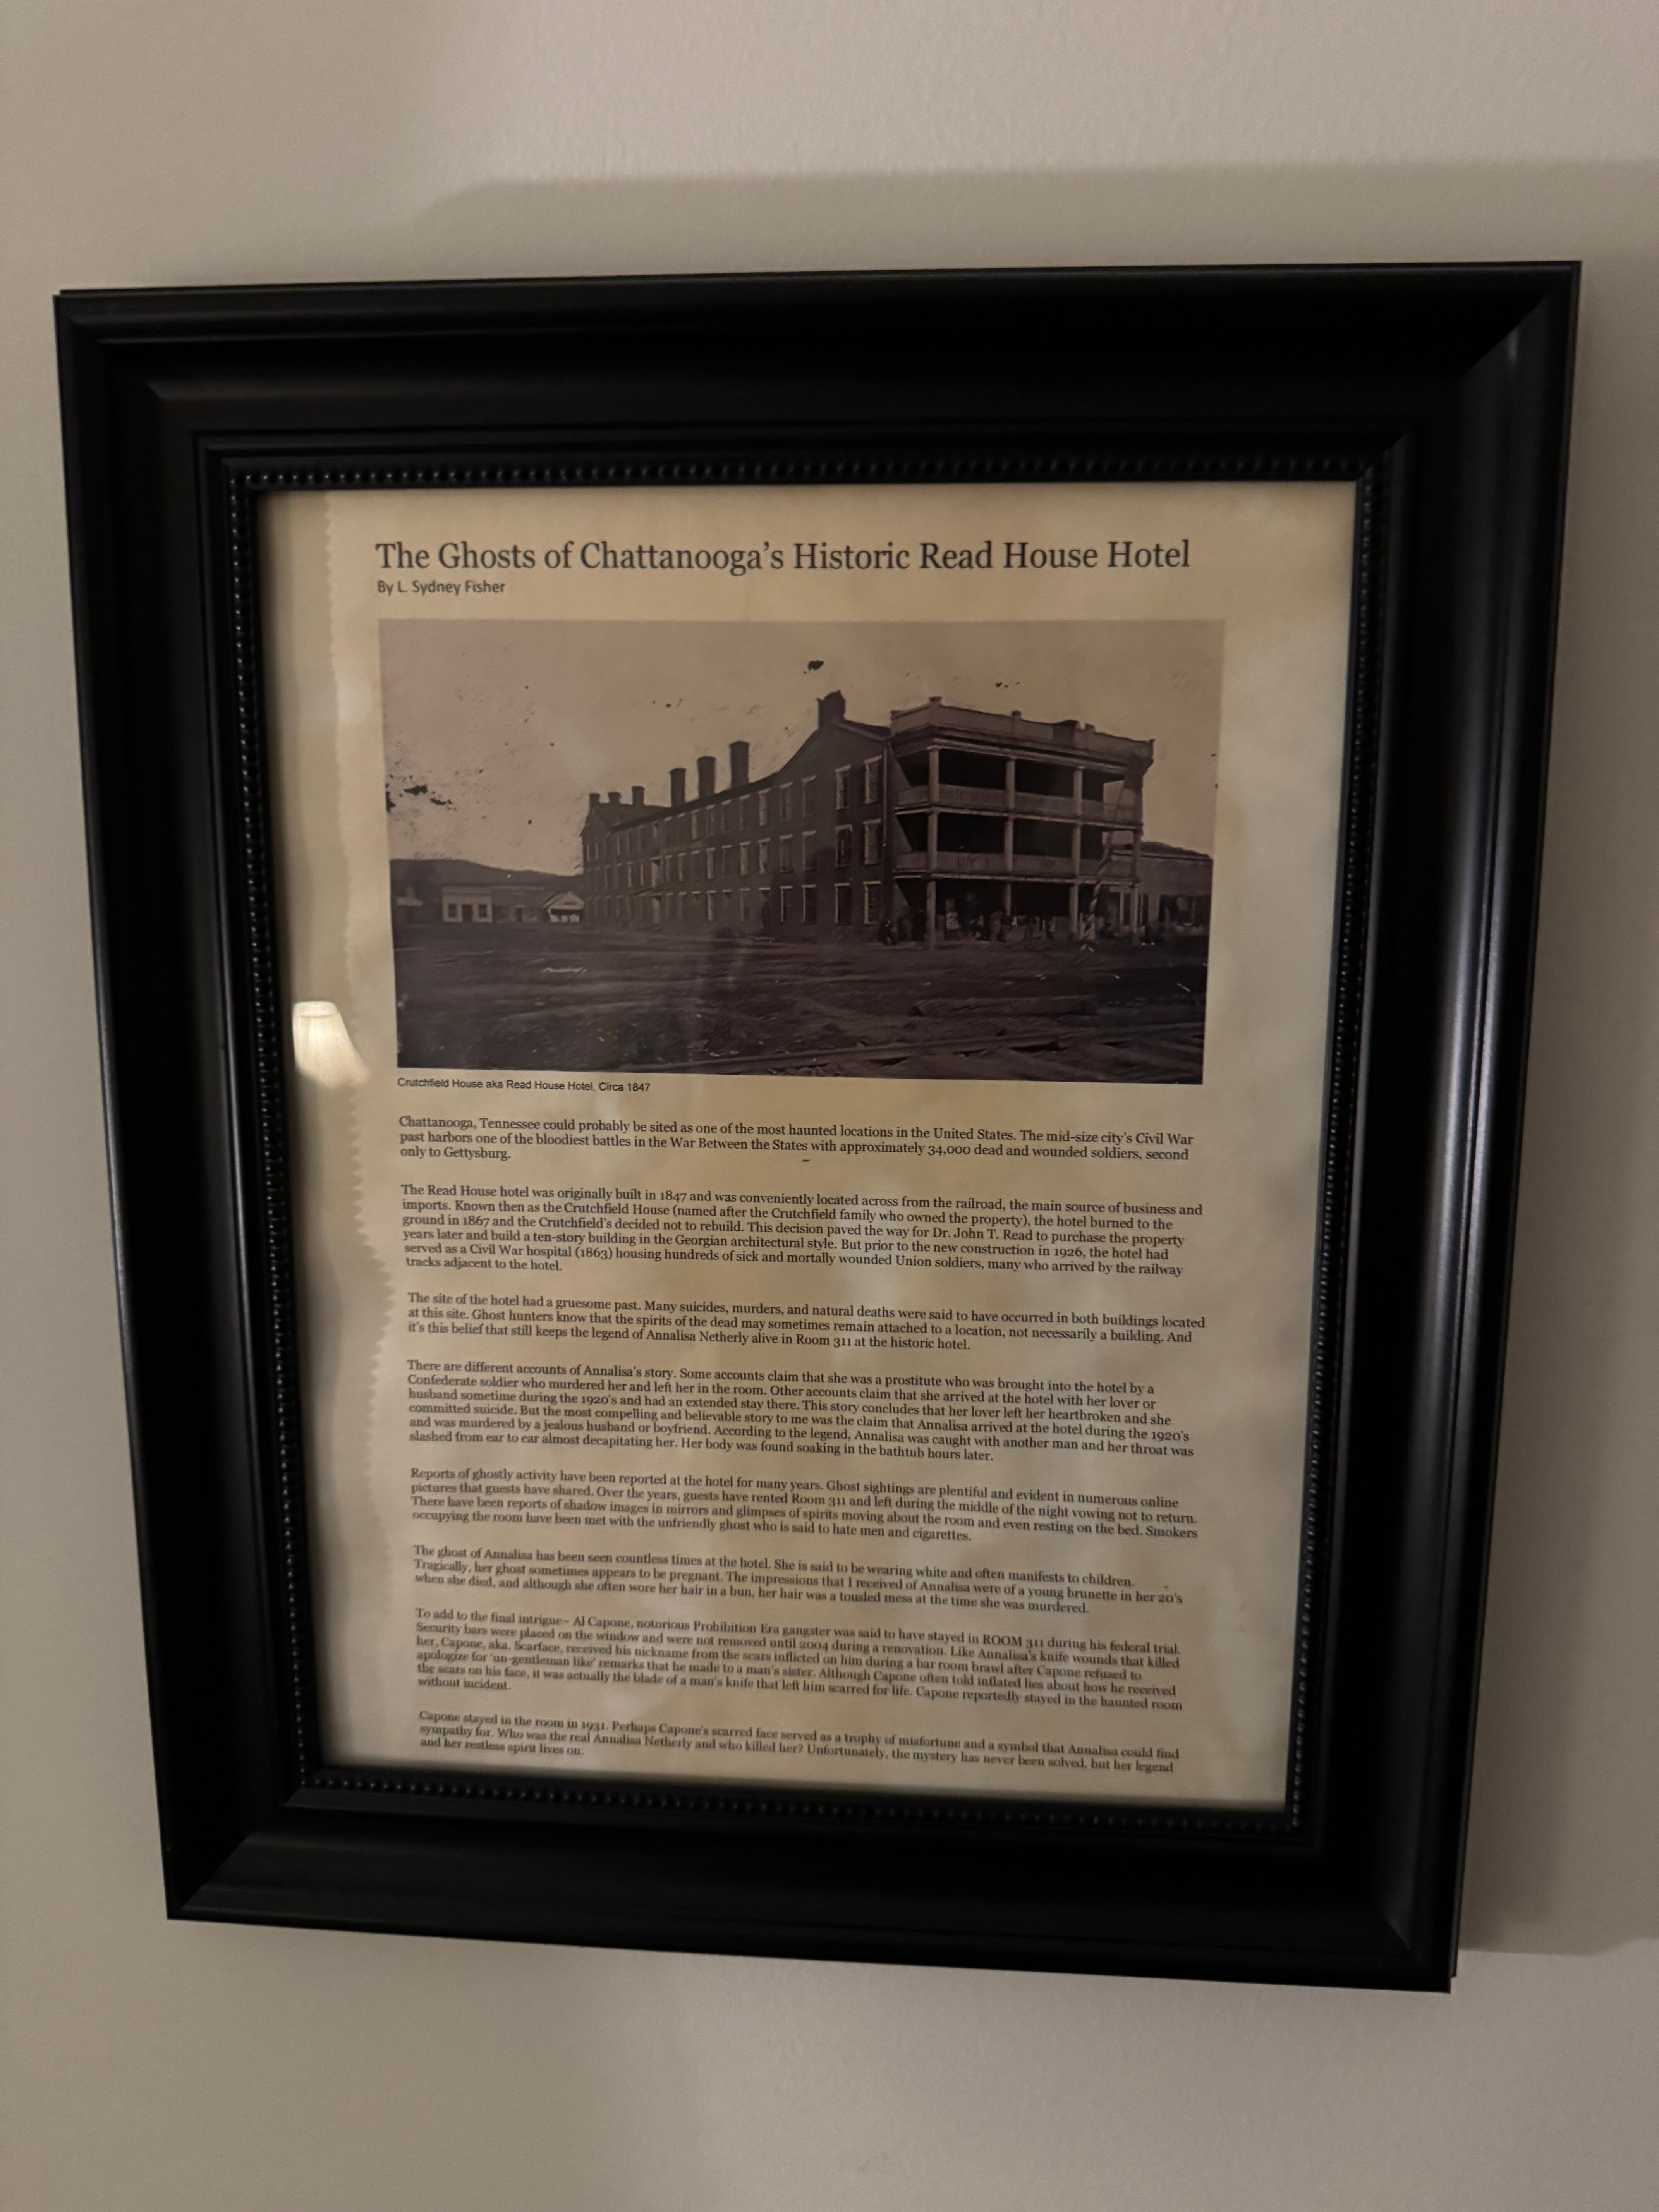 The Ghosts of Chattanooga's Historic Read House Hotel
By L. Sydney Fisher
Crutchfield House aka Read House Hotel, Circa 1847
Chattanooga, Tennessee could probably be sited as one of the most haunted locations in the United States. The mid-size city's Civil War
past harbors one of the bloodiest battles in the War Between the States with approximately 34,000 dead and wounded soldiers, second
only to Gettysburg.
The Read House hotel was originally built in 1847 and was conveniently located across from the railroad, the main source of business and
imports. Known then as the Crutchfield House (named after the Crutchfield family who owned the property), the hotel burned to the
ground in 1867 and the Crutchfield's decided not to rebuild. This decision paved the way for Dr. John T. Read to purchase the property
years later and build a ten-story building in the Georgian architectural style. But prior to the new construction in 1926, the hotel had
served as a Civil War hospital (1863) housing hundreds of sick and mortally wounded Union soldiers, many who arrived by the railway
tracks adjacent to the hotel.
The site of the hotel had a gruesome past. Many suicides, murders, and natural deaths were said to have occurred in both buildings located
at this site. Ghost hunters know that the spirits of the dead may sometimes remain attached to a location, not necessarily a building. And
it's this belief that still keeps the legend of Annalisa Netherly alive in Room 311 at the historic hotel.
There are different accounts of Annalisa's story. Some accounts claim that she was a prostitute who was brought into the hotel by a
Confederate soldier who murdered her and left her in the room. Other accounts claim that she arrived at the hotel with her lover or
husband sometime during the 1920's and had an extended stay there. This story concludes that her lover left her heartbroken and she
committed suicide. But the most compelling and believable story to me was the claim that Annalisa arrived at the hotel during the 1920's
and was murdered by a jealous husband or boyfriend. According to the legend, Annalisa was caught with another man and her throat was
slashed from ear to ear almost decapitating her. Her body was found soaking in the bathtub hours later.
Reports of ghostly activity have been reported at the hotel for many years. Ghost sightings are plentiful and evident in numerous online
pictures that guests have shared. Over the years, guests have rented Room 311 and left during the middle of the night vowing not to return.
There have been reports of shadow images in mirrors and glimpses of spirits moving about the room and even resting on the bed. Smokers
occupying the room have been met with the unfriendly ghost who is said to hate men and cigarettes.
The ghost of Annalisa has been seen countless times at the hotel. She is said to be wearing white and often manifests to children.
Tragically, her ghost sometimes appears to be pregnant. The impressions that I received of Annalisa were of a young brunette in her 20's
when she died, and although she often wore her hair in a bun, her hair was a tousled mess at the time she was murdered.
To add to the final intrigue~ Al Capone, notorious Prohibition Era gangster was said to have stayed in ROOM 311 during his federal trial.
Security bars were placed on the window and were not removed until 2004 during a renovation. Like Annalisa's knife wounds that killed
her, Capone, aka. Scarface, received his nickname from the scars inflicted on him during a bar room brawl after Capone refused to
apologize for 'un-gentleman like' remarks that he made to a man's sister. Although Capone often told inflated lies about how he received
the scars on his face, it was actually the blade of a man's knife that left him scarred for life. Capone reportedly stayed in the haunted room
without incident.
Capone stayed in the room in 1931. Perhaps Capone's scarred face served as a trophy of misfortune and a symbol that Annalisa could find
sympathy for. Who was the real Annalisa Netherly and who killed her? Unfortunately, the mystery has never been solved, but her legend
and her restless spirit lives on.